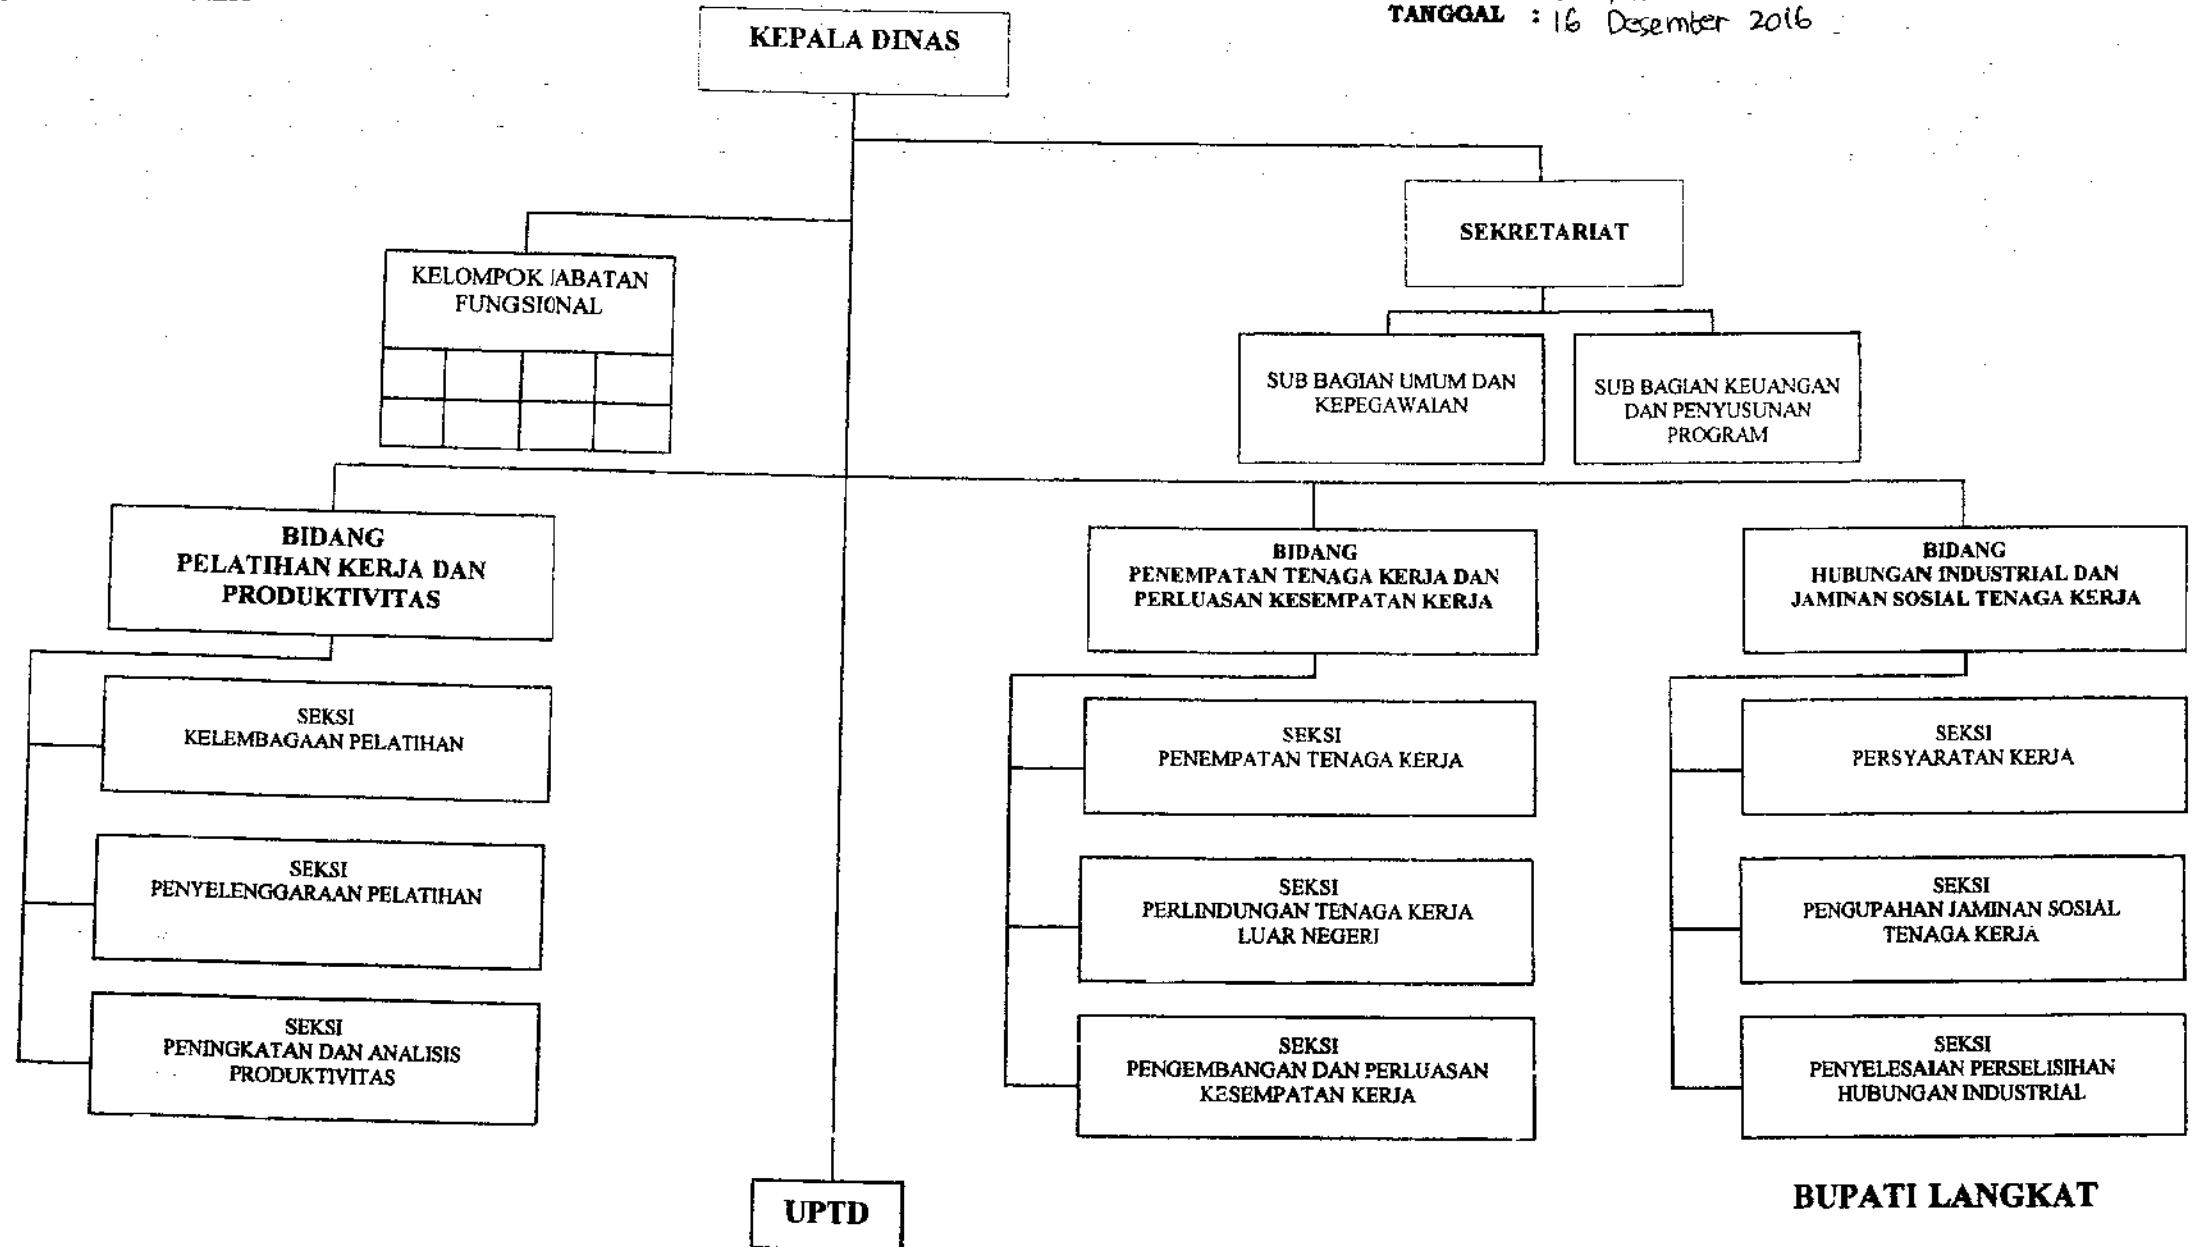 TANGGAL : 16 Desember 2016
KEPALA DINAS
SEKRETARIAT
KELOMPOK JABATAN
FUNGSIONAL
SUB BAGIAN UMUM DAN
KEPEGAWAIAN
SUB BAGIAN KEUANGAN
DAN PENYUSUNAN
PROGRAM
BIDANG
PELATIHAN KERJA DAN
PRODUKTIVITAS
SEKSI
KELEMBAGAAN PELATIHAN
SEKSI
PENYELENGGARAAN PELATIHAN
SEKSI
PENINGKATAN DAN ANALISIS
PRODUKTIVITAS
BIDANG
PENEMPATAN TENAGA KERJA DAN
PERLUASAN KESEMPATAN KERJA
SEKSI
PENEMPATAN TENAGA KERJA
SEKSI
PERLINDUNGAN TENAGA KERJA
LUAR NEGERI
SEKSI
PENGEMBANGAN DAN PERLUASAN
KESEMPATAN KERJA
BIDANG
HUBUNGAN INDUSTRIAL DAN
JAMINAN SOSIAL TENAGA KERJA
SEKSI
PERSYARATAN KERJA
SEKSI
PENGUPAHAN JAMINAN SOSIAL
TENAGA KERJA
SEKSI
PENYELESAIAN PERSELISIHAN
HUBUNGAN INDUSTRIAL
UPTD
BUPATI LANGKAT